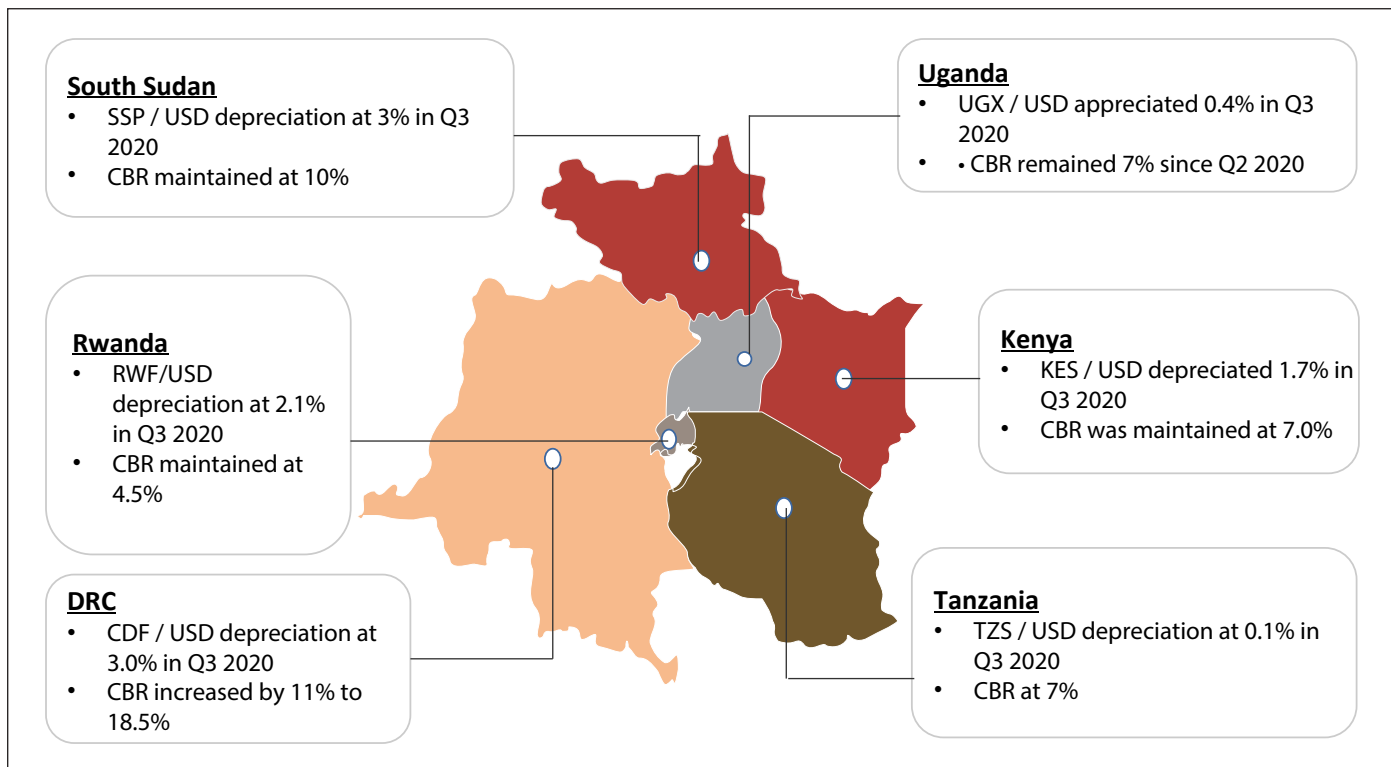 South Sudan
• SSP / USD depreciation at 3% in Q3
2020
• CBR maintained at 10%
Uganda
• UGX / USD appreciated 0.4% in Q3
2020
• • CBR remained 7% since Q2 2020
Rwanda
• RWF/USD
depreciation at 2.1%
in Q3 2020
• CBR maintained at
4.5%
Kenya
• KES / USD depreciated 1.7% in
Q3 2020
• CBR was maintained at 7.0%
DRC
• CDF / USD depreciation at
3.0% in Q3 2020
• CBR increased by 11% to
18.5%
Tanzania
• TZS / USD depreciation at 0.1% in
Q3 2020
• CBR at 7%